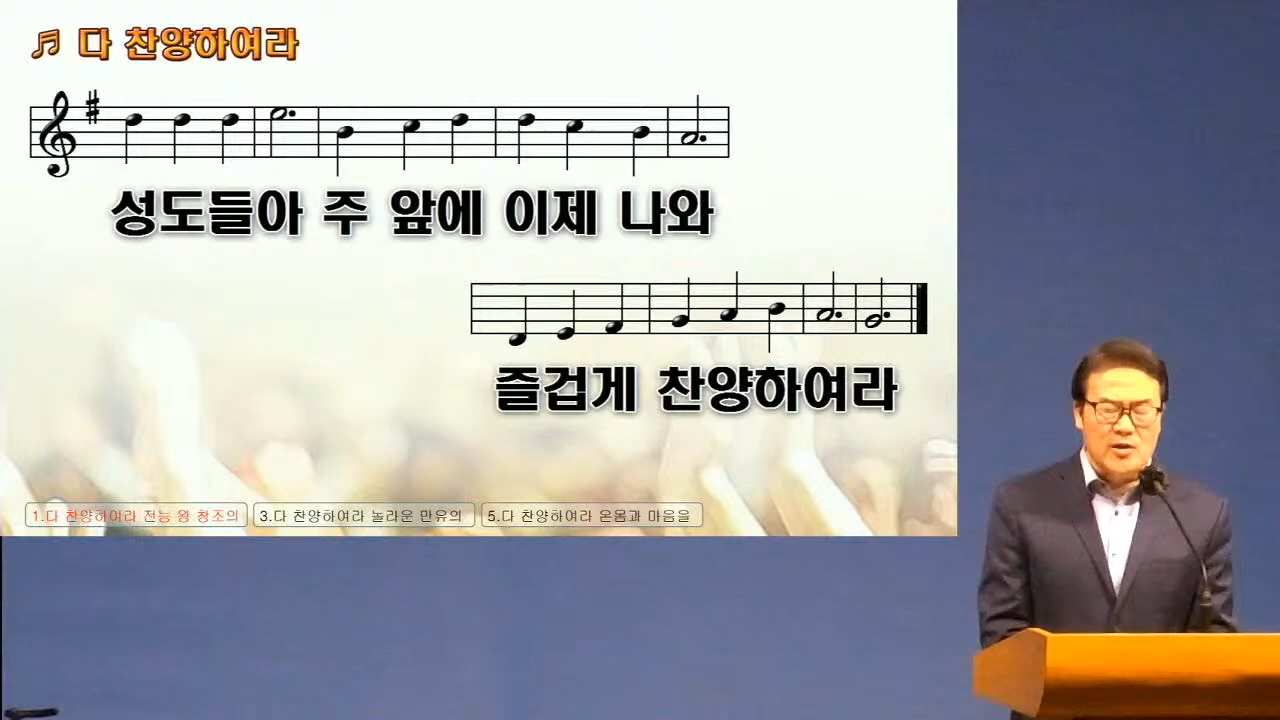 ♬ 다 찬양하여라
성도들아 주 앞에 이제 나와
즐겁게 찬양하여라
1.다 찬양하여라 전능 왕 창조의
3.다 찬양하여라 놀라운 만유의
5.다 찬양하여라 온몸과 마음을